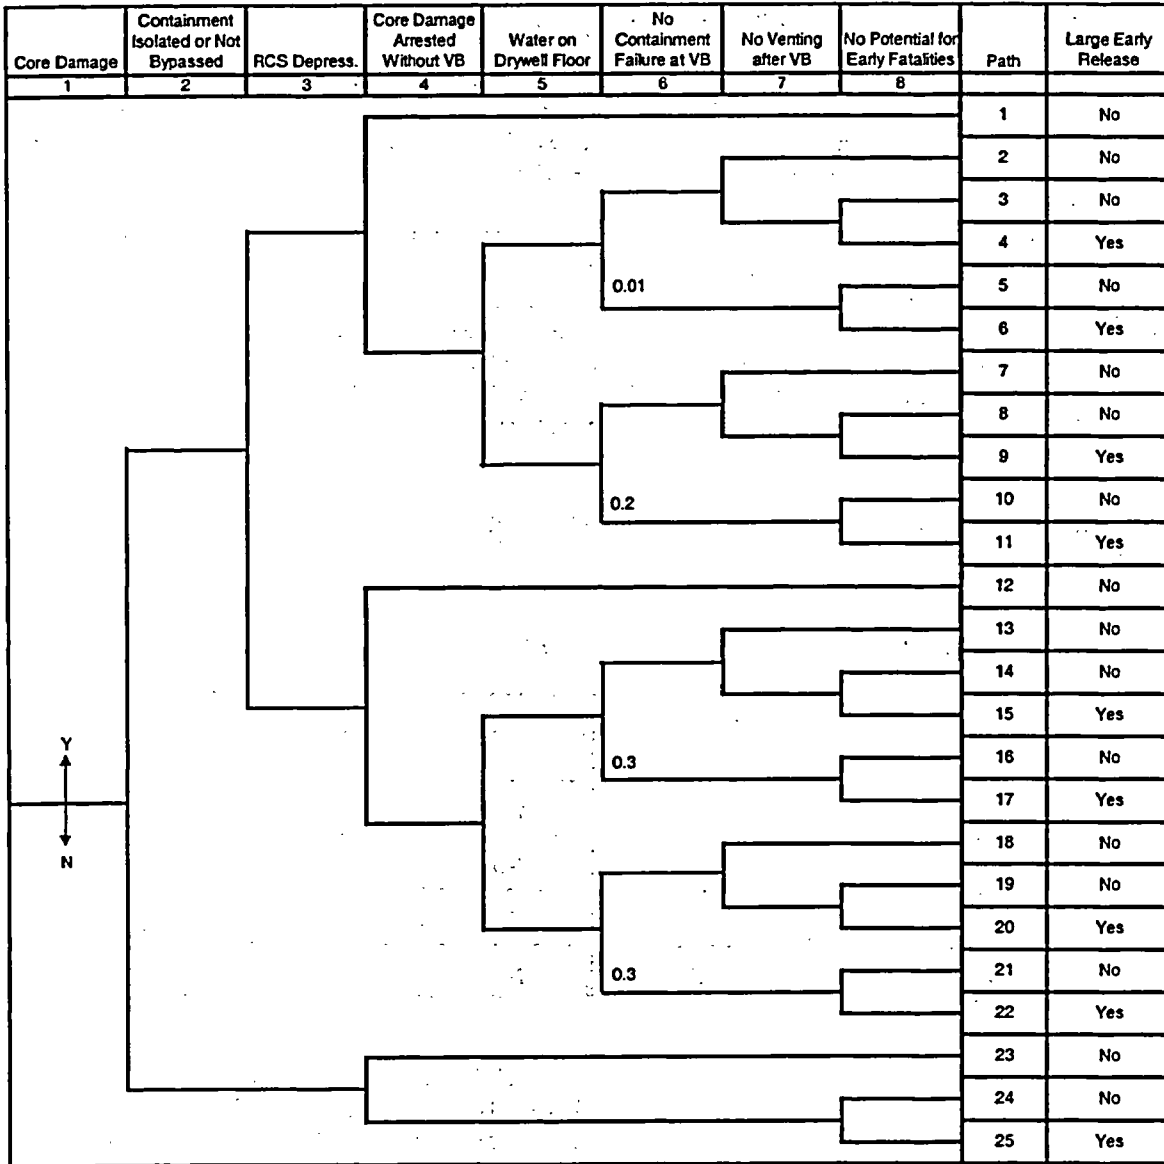 Core Damage
Containment
Isolated or Not
Bypassed
RCS Depress.
Core Damage
Arrested
Without VB
Water on
Drywell Floor
No
Containment
Failure at VB
No Venting
after VB
No Potential for
Early Fatalities
Path
Large Early
Release
1 2 3 4 5 6 7 8
1 No
2 No
3 No
4 Yes
0.01
5 No
6 Yes
7 No
8 No
9 Yes
0.2
10 No
11 Yes
12 No
13 No
14 No
15 Yes
Y
0.3
16 No
17 Yes
N
18 No
19 No
20 Yes
0.3
21 No
22 Yes
23 No
24 No
25 Yes